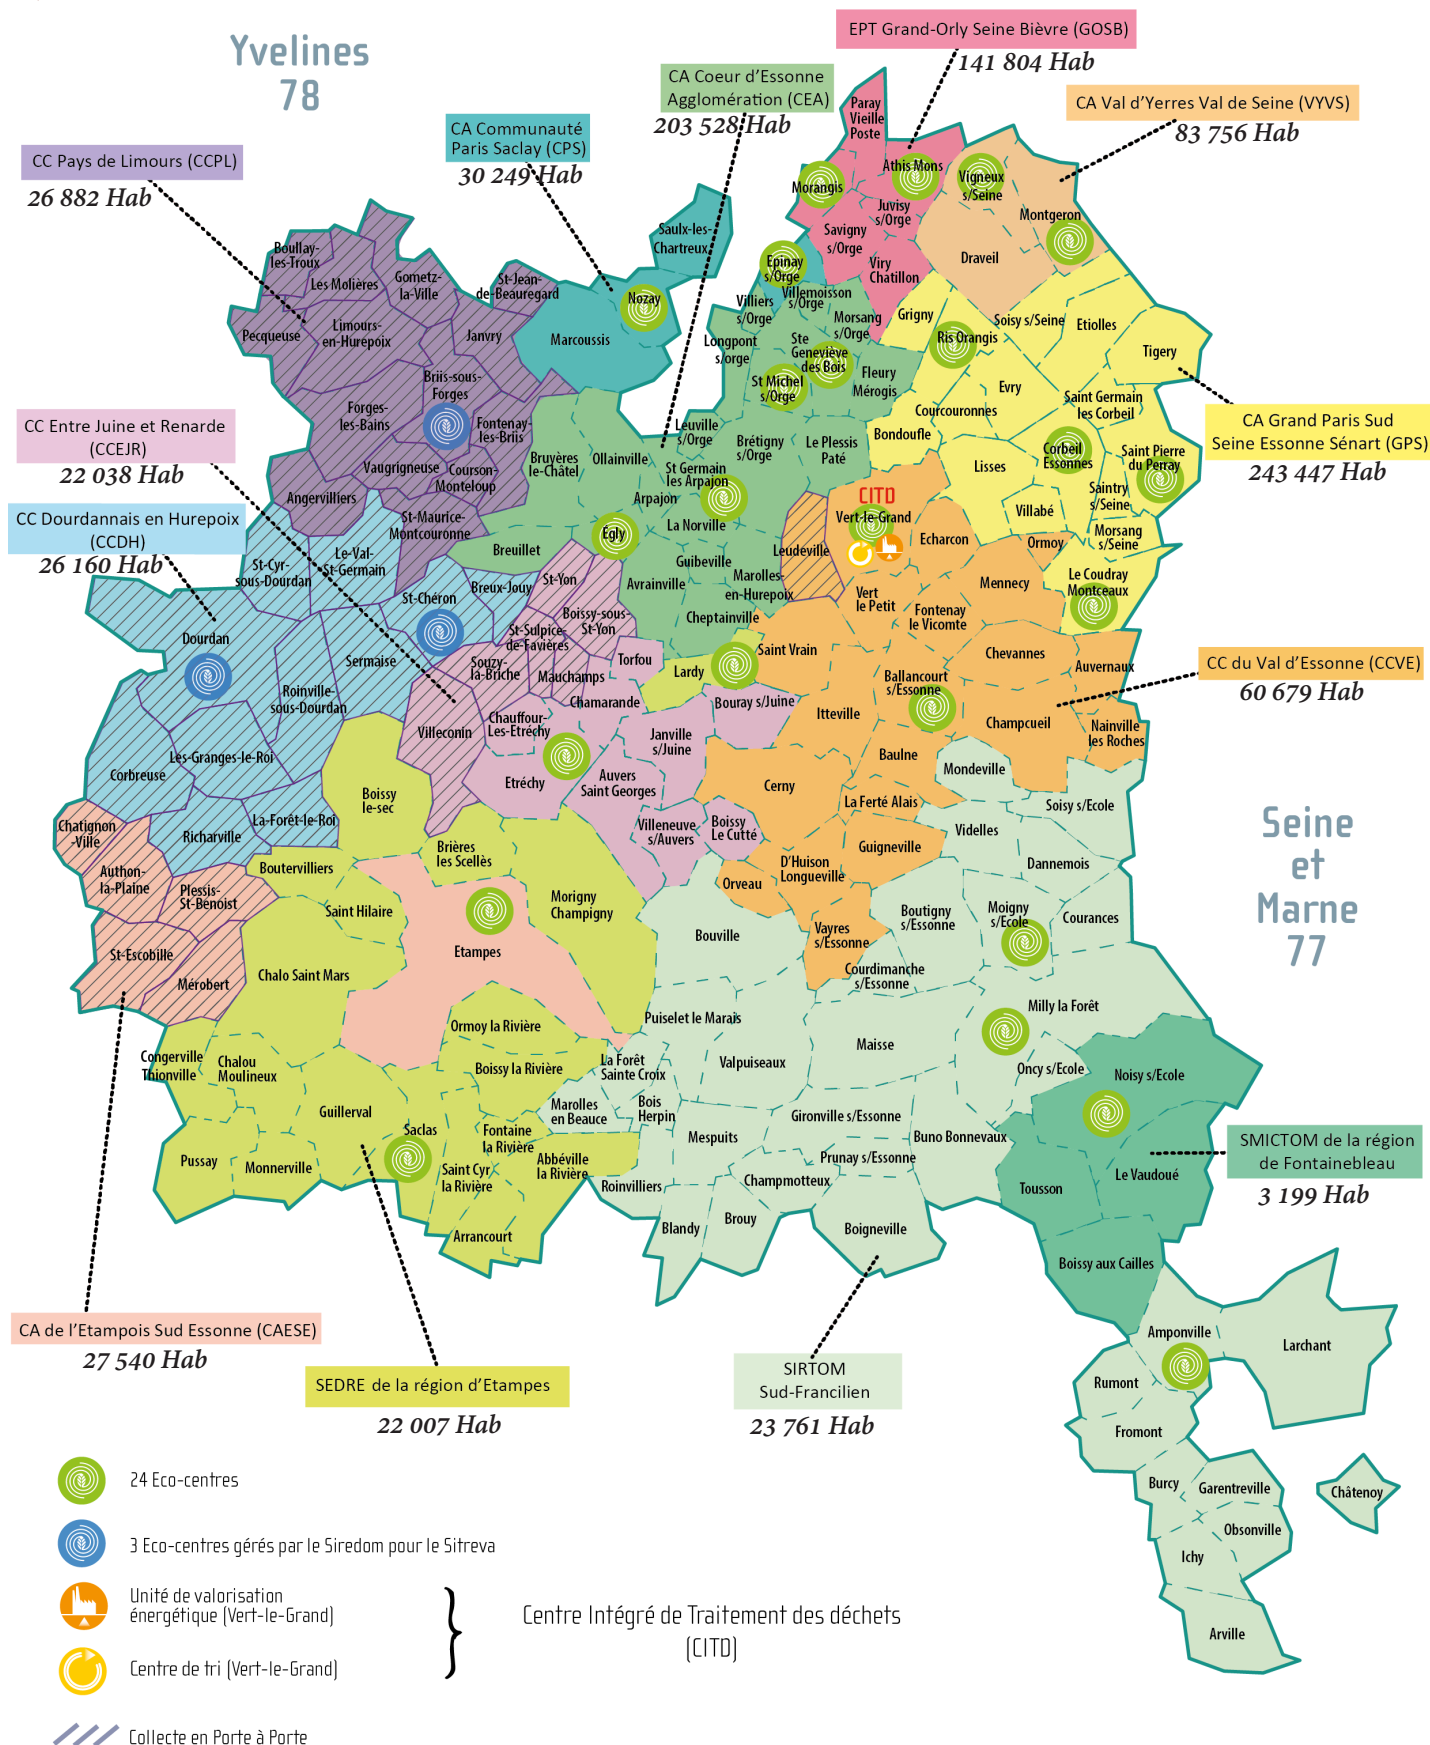 Yvelines
78
EPT Grand-Orly Seine Bièvre (GOSB)
141 804 Hab
CA Coeur d'Essonne
Agglomération (CEA)
203 528 Hab
CA Val d'Yerres Val de Seine (VYVS)
83 756 Hab
CA Communauté
Paris Saclay (CPS)
30 249 Hab
CC Pays de Limours (CCPL)
26 882 Hab
CC Entre Juine et Renarde
(CCEJR)
22 038 Hab
CC Dourdannais en Hurepoix
(CCDH)
26 160 Hab
CA Grand Paris Sud
Seine Essonne Sénart (GPS)
243 447 Hab
CC du Val d'Essonne (CCVE)
60 679 Hab
Seine
et
Marne
77
SMICTOM de la région
de Fontainebleau
3 199 Hab
CA de l'Etampois Sud Essonne (CAESE)
27 540 Hab
SEDRE de la région d'Etampes
22 007 Hab
SIRTOM
Sud-Francilien
23 761 Hab
Paray
Vieille
Poste
Athis Mons
Morangis
Juvisy
s/Orge
Savigny
s/Orge
Viry
Chatillon
Vigneux
s/Seine
Montgeron
Draveil
Saulx-les-
Chartreux
Nozay
Marcoussis
Epinay
s/Orge
Villemoisson
s/Orge
Villiers
s/Orge
Morsang
s/Orge
Longpont
s/orge
Ste
Geneviève
des Bois
St Michel
s/Orge
Fleury
Mérogis
Leuville
s/Orge
Brétigny
s/Orge
Le Plessis
Paté
Bruyères
le-Châtel
Ollainville
St Germain
les Arpajon
Arpajon
La Norville
Égly
Breuillet
Guibeville
Avrainville
Marolles-
en-Hurepoix
Cheptainville
Leudeville
Grigny
Ris Orangis
Soisy s/Seine
Etiolles
Tigery
Evry
Courcouronnes
Saint Germain
les Corbeil
Bondoufle
Lisses
Corbeil
Essonnes
Saint Pierre
du Perray
Saintry
s/Seine
Villabé
Morsang
s/Seine
Le Coudray
Montceaux
Boullay-
les-Troux
Les Molières
Gometz-
la-Ville
St-Jean-
de-Beauregard
Pecqueuse
Limours-
en-Hurepoix
Janvry
Briis-sous-
Forges
Forges-
les-Bains
Fontenay-
les-Briis
Vaugrigneuse
Courson-
Monteloup
Angervilliers
St-Maurice-
Montcouronne
St-Cyr-
sous-Dourdan
Le-Val-
St-Germain
St-Chéron
Breux-Jouy
Dourdan
Sermaise
Roinville-
sous-Dourdan
Les-Granges-le-Roi
Corbreuse
La-Forêt-le-Roi
Richarville
St-Yon
Boissy-sous-
St-Yon
St-Sulpice-
de-Favières
Souzy-
la-Briche
Mauchamps
Torfou
Chamarande
Lardy
Bouray s/Juine
Villeconin
Chauffour-
Les-Etréchy
Etréchy
Janville
s/Juine
Auvers
Saint Georges
Villeneuve
s/Auvers
Boissy
Le Cutté
CITD
Vert-le-Grand
Echarcon
Ormoy
Mennecy
Vert
le Petit
Fontenay
le Vicomte
Saint Vrain
Chevannes
Auvernaux
Ballancourt
s/Essonne
Itteville
Champcueil
Nainville
les Roches
Baulne
Cerny
La Ferté Alais
Guigneville
D'Huison
Longueville
Orveau
Vayres
s/Essonne
Chatignon
-Ville
Authon-
la-Plaine
Plessis-
St-Benoist
St-Escobille
Mérobert
Etampes
Boissy
le-sec
Brières
les Scellès
Boutervilliers
Saint Hilaire
Morigny
Champigny
Chalo Saint Mars
Ormoy la Rivière
Boissy la Rivière
Congerville
Thionville
Chalou
Moulineux
Guillerval
Saclas
Fontaine
la Rivière
Abbéville
la Rivière
Saint Cyr
la Rivière
Pussay
Monnerville
Arrancourt
Mondeville
Soisy s/Ecole
Videlles
Dannemois
Boutigny
s/Essonne
Moigny
s/Ecole
Courances
Bouville
Courdimanche
s/Essonne
Milly la Forêt
Puiselet le Marais
Maisse
Valpuiseaux
Oncy s/Ecole
La Forêt
Sainte Croix
Marolles
en Beauce
Bois
Herpin
Gironville s/Essonne
Mespuits
Buno Bonnevaux
Prunay s/Essonne
Champmotteux
Roinvilliers
Blandy
Brouy
Boigneville
Noisy s/Ecole
Tousson
Le Vaudoué
Boissy aux Cailles
Amponville
Larchant
Rumont
Fromont
Burcy
Garentreville
Châtenoy
Obsonville
Ichy
Arville
24 Eco-centres
3 Eco-centres gérés par le Siredom pour le Sitreva
Unité de valorisation
énergétique (Vert-le-Grand)
Centre de tri (Vert-le-Grand)
Centre Intégré de Traitement des déchets
(CITD)
Collecte en Porte à Porte